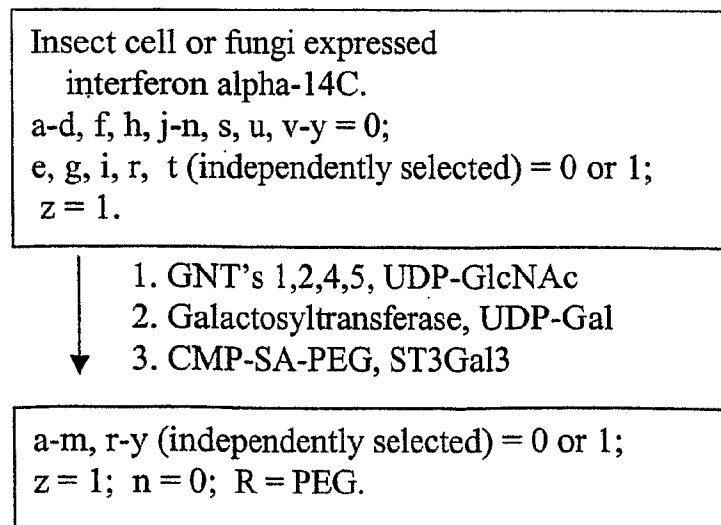 Insect cell or fungi expressed
interferon alpha-14C.
a-d, f, h, j-n, s, u, v-y = 0;
e, g, i, r, t (independently selected) = 0 or 1;
z = 1.
1. GNT's 1,2,4,5, UDP-GlcNAc
2. Galactosyltransferase, UDP-Gal
3. CMP-SA-PEG, ST3Gal3
a-m, r-y (independently selected) = 0 or 1;
z = 1; n = 0; R = PEG.